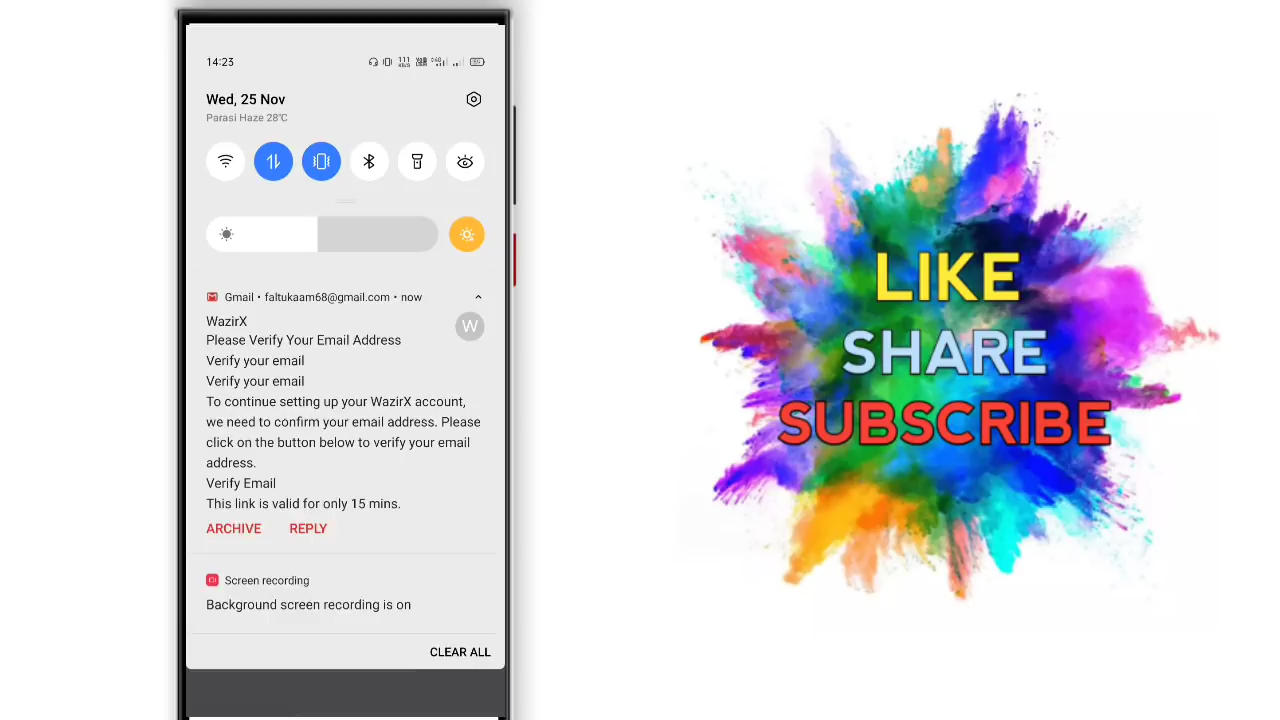 14:23
Wed, 25 Nov
Parasi Haze 28°C
Gmail • faltukaam68@gmail.com • now
WazirX
W
Please Verify Your Email Address
Verify your email
Verify your email
To continue setting up your WazirX account,
we need to confirm your email address. Please
click on the button below to verify your email
address.
Verify Email
This link is valid for only 15 mins.
ARCHIVE REPLY
Screen recording
Background screen recording is on
CLEAR ALL
LIKE
SHARE
SUBSCRIBE